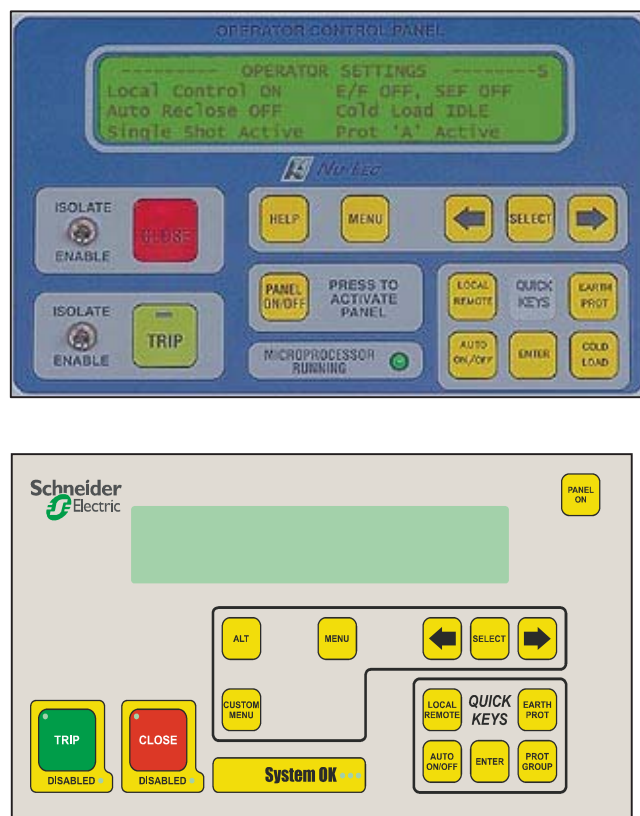 OPERATOR CONTROL PANEL
--------- OPERATOR SETTINGS --------S
Local Control ON E/F OFF, SEF OFF
Auto Reclose OFF Cold Load IDLE
Single Shot Active Prot 'A' Active
Nu-Lec
ISOLATE
ENABLE
CLOSE
HELP
MENU
SELECT
ISOLATE
ENABLE
TRIP
PANEL
ON/OFF
PRESS TO
ACTIVATE
PANEL
MICROPROCESSOR
RUNNING
LOCAL
REMOTE
QUICK
KEYS
EARTH
PROT
AUTO
ON/OFF
ENTER
COLD
LOAD
Schneider
Electric
PANEL
ON
ALT
MENU
SELECT
CUSTOM
MENU
LOCAL
REMOTE
QUICK
KEYS
EARTH
PROT
AUTO
ON/OFF
ENTER
PROT
GROUP
TRIP
DISABLED
CLOSE
DISABLED
System OK